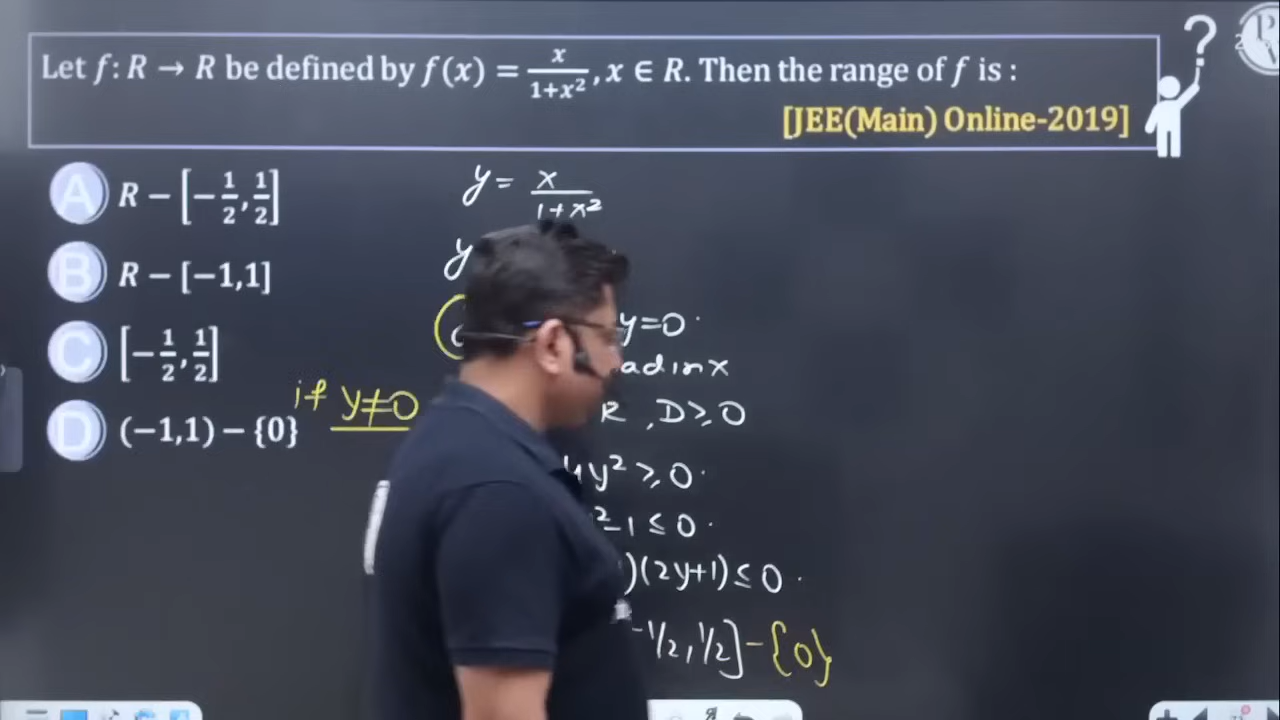 Let f: R → R be defined by f(x) = x/(1+x²), x ∈ R. Then the range of f is :
[JEE(Main) Online-2019]
A R − [−1/2, 1/2]
B R − [−1,1]
C [−1/2, 1/2]
D (−1,1) − {0}
y = x/(1+x²)
y
y=0
in x
if y≠0
R , D ≥ 0
y² ≥ 0
²-1 ≤ 0
)(2y+1) ≤ 0
-1/2, 1/2] - {0}